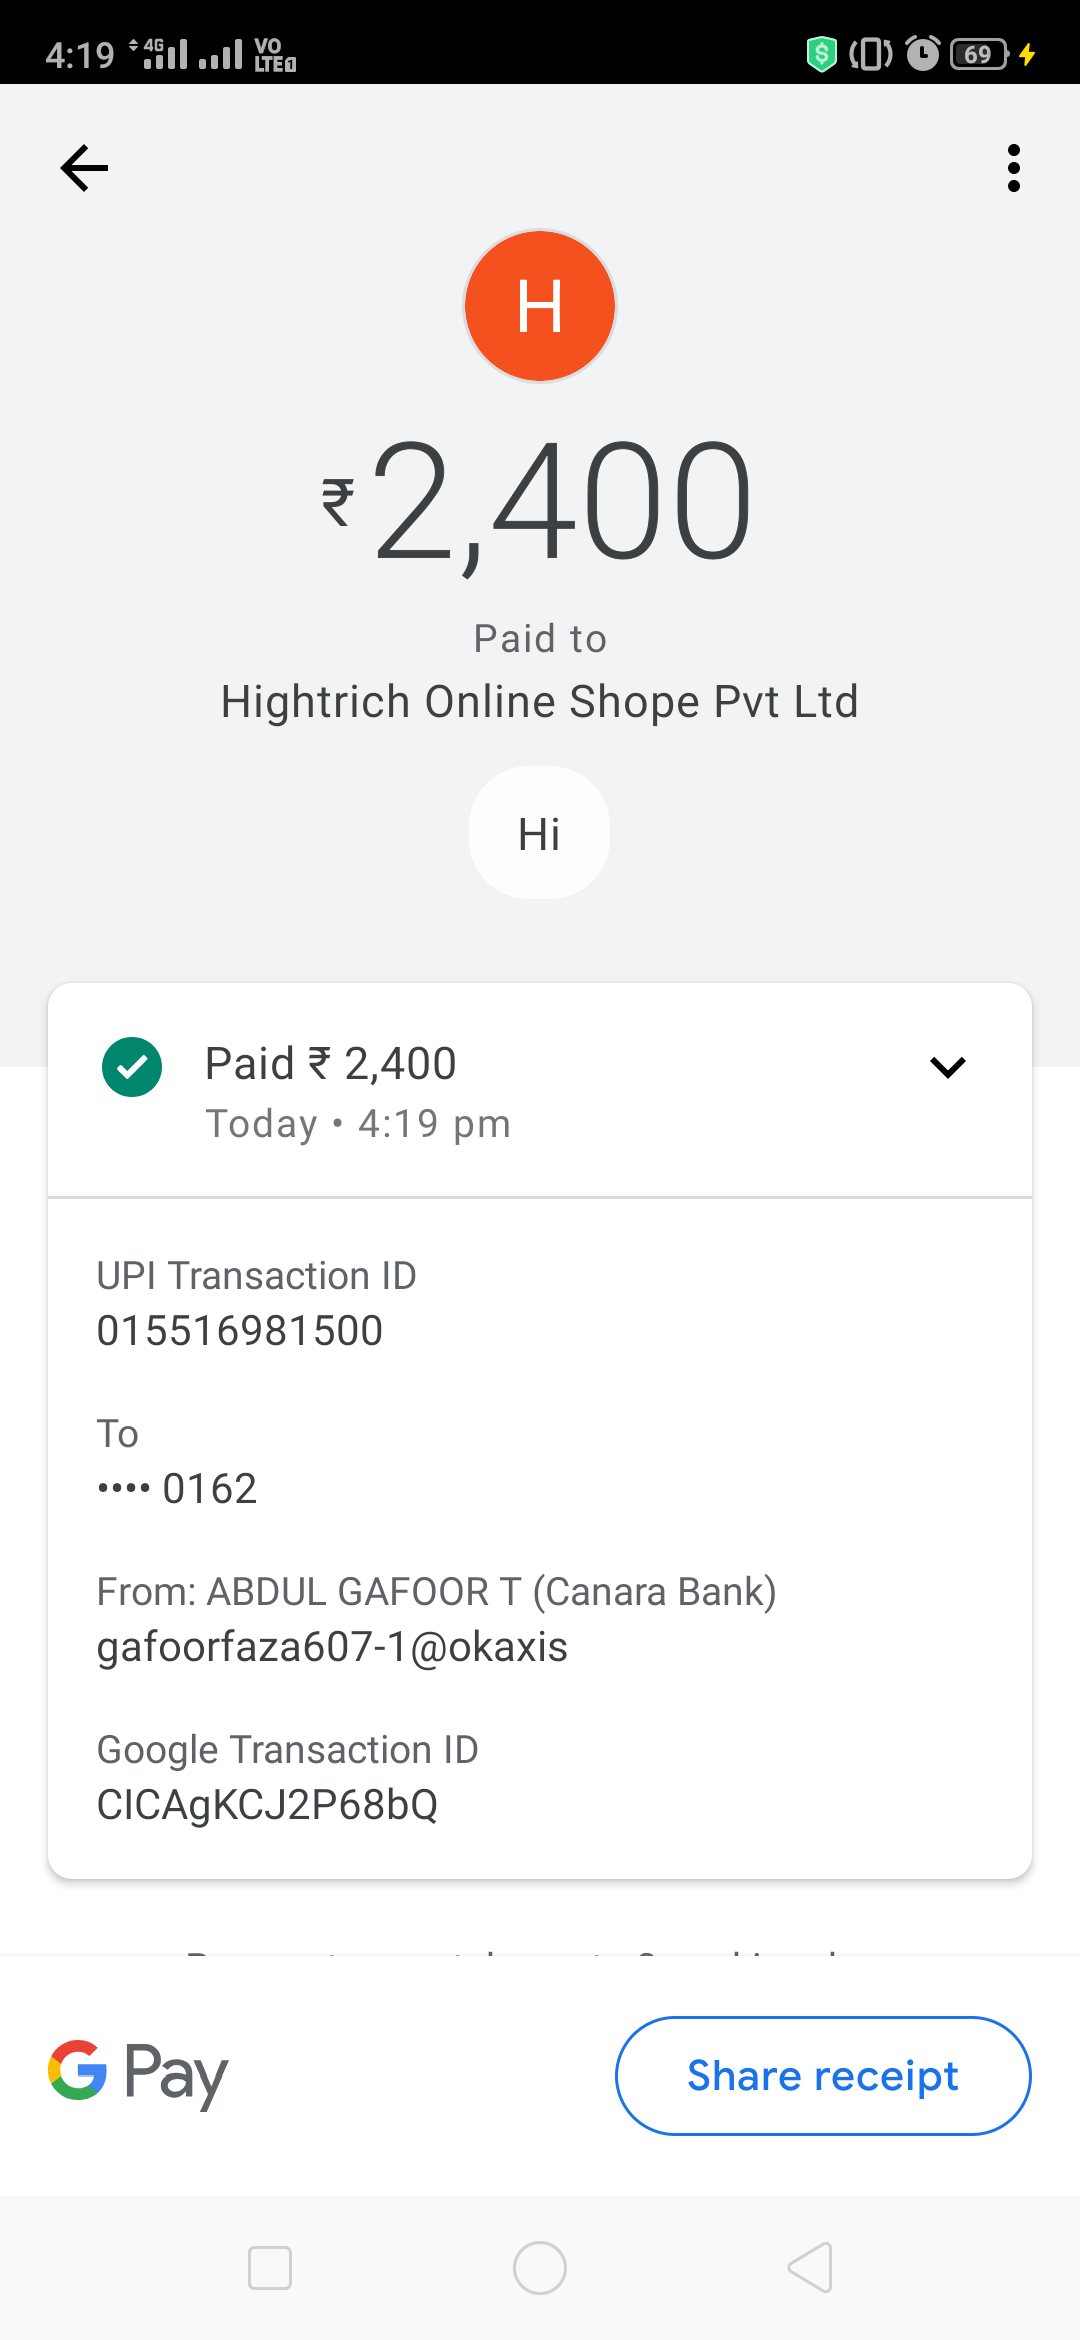 4:19 4G VO LTE 1 69
H
₹2,400
Paid to
Hightrich Online Shope Pvt Ltd
Hi
Paid ₹ 2,400
Today • 4:19 pm
UPI Transaction ID
015516981500
To
•••• 0162
From: ABDUL GAFOOR T (Canara Bank)
gafoorfaza607-1@okaxis
Google Transaction ID
CICAgKCJ2P68bQ
G Pay
Share receipt